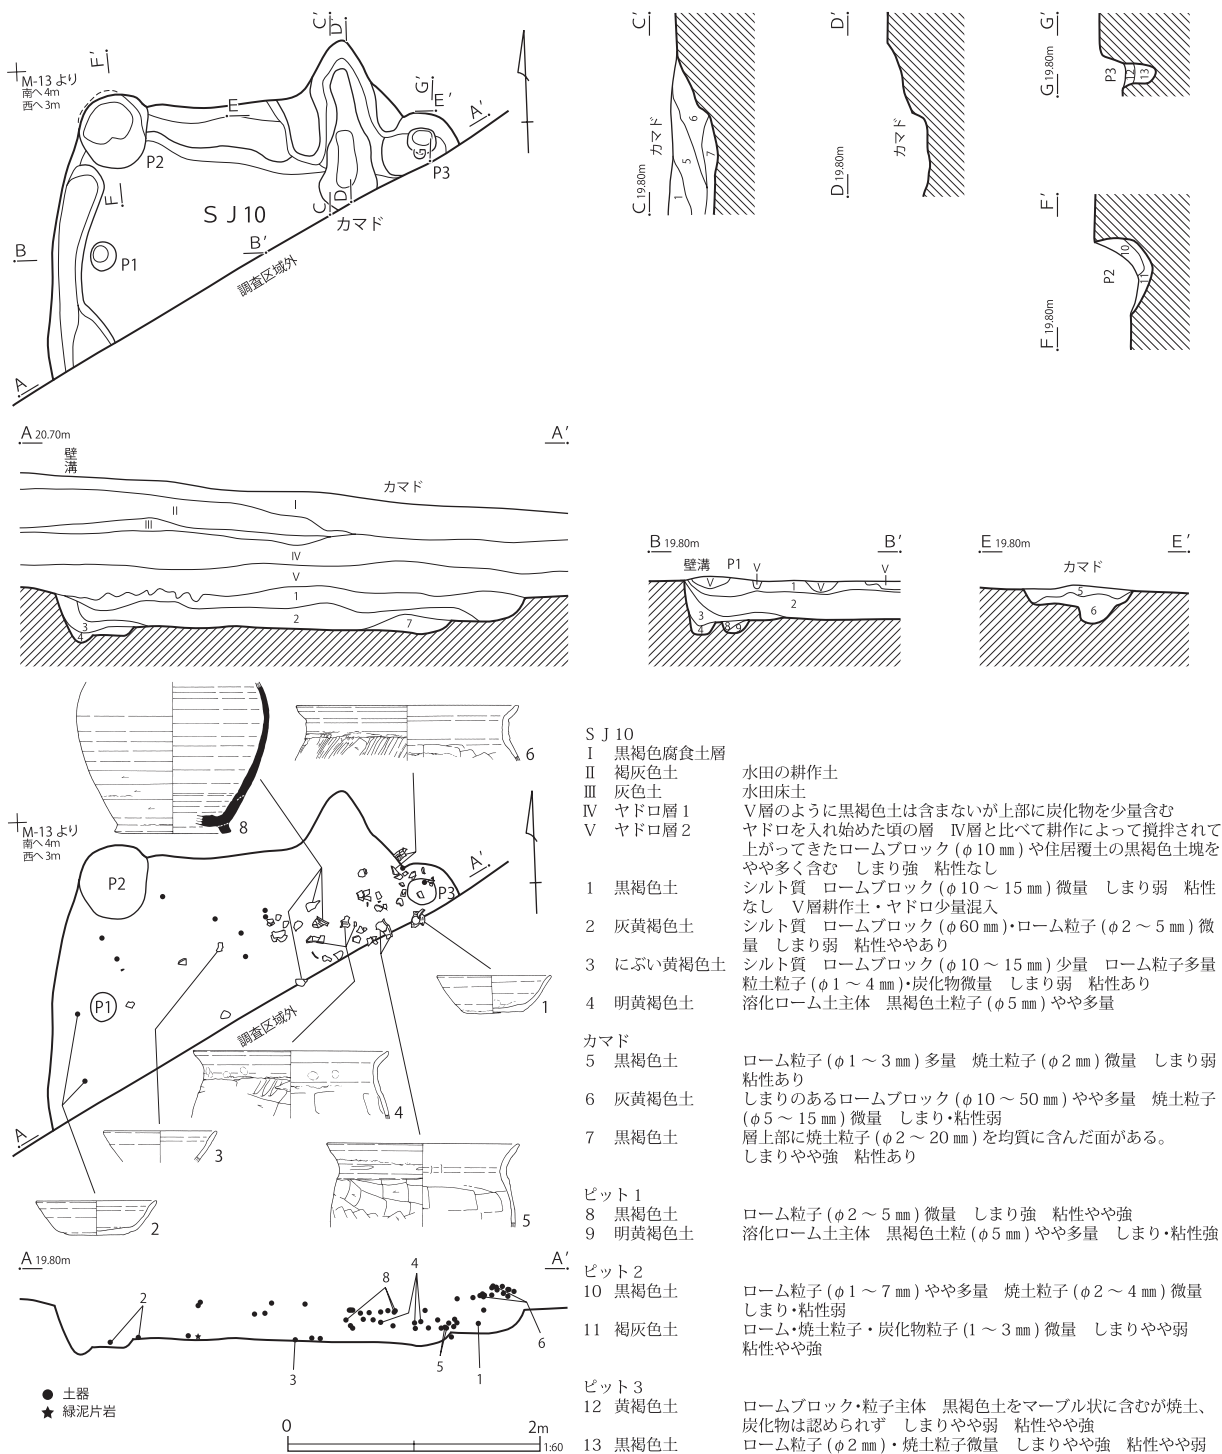 C′
D′
F′
M-13 より
南へ 4m
西へ 3m
G′
E
E′
A′
P2
G
P3
F
C
D
カマド
S J 10
B
B′
P1
調査区域外
A
C′
カマド
6
5
7
1
C 19.80m
D′
カマド
D 19.80m
G′
P3
12
13
G 19.80m
F′
10
P2
11
F 19.80m
A 20.70m
A′
壁溝
カマド
Ⅰ
Ⅱ
Ⅲ
Ⅳ
Ⅴ
1
2
3
4
7
B 19.80m
B′
壁溝
P1
Ⅴ
Ⅴ
Ⅴ
Ⅴ
1
2
3
4
8
9
E 19.80m
E′
カマド
5
6
8
6
M-13 より
南へ 4m
西へ 3m
P2
P3
A′
P1
調査区域外
A
1
4
3
5
2
A 19.80m
A′
2
8
4
3
5
1
6
土器
緑泥片岩
0
2m
1:60
S J 10
Ⅰ 黒褐色腐食土層
Ⅱ 褐灰色土 水田の耕作土
Ⅲ 灰色土 水田床土
Ⅳ ヤドロ層 1 Ⅴ層のように黒褐色土は含まないが上部に炭化物を少量含む
Ⅴ ヤドロ層 2 ヤドロを入れ始めた頃の層 Ⅳ層と比べて耕作によって撹拌されて
上がってきたロームブロック (φ10 ㎜) や住居覆土の黒褐色土塊を
やや多く含む しまり強 粘性なし
1 黒褐色土 シルト質 ロームブロック (φ10 ～ 15 ㎜) 微量 しまり弱 粘性
なし Ⅴ層耕作土・ヤドロ少量混入
2 灰黄褐色土 シルト質 ロームブロック (φ60 ㎜)・ローム粒子 (φ2 ～ 5 ㎜) 微
量 しまり弱 粘性ややあり
3 にぶい黄褐色土 シルト質 ロームブロック (φ10 ～ 15 ㎜) 少量 ローム粒子多量
粒土粒子 (φ1 ～ 4 ㎜)・炭化物微量 しまり弱 粘性あり
4 明黄褐色土 溶化ローム土主体 黒褐色土粒子 (φ5 ㎜) やや多量
カマド
5 黒褐色土 ローム粒子 (φ1 ～ 3 ㎜) 多量 焼土粒子 (φ2 ㎜) 微量 しまり弱
粘性あり
6 灰黄褐色土 しまりのあるロームブロック (φ10 ～ 50 ㎜) やや多量 焼土粒子
(φ5 ～ 15 ㎜) 微量 しまり・粘性弱
7 黒褐色土 層上部に焼土粒子 (φ2 ～ 20 ㎜) を均質に含んだ面がある。
しまりやや強 粘性あり
ピット 1
8 黒褐色土 ローム粒子 (φ2 ～ 5 ㎜) 微量 しまり強 粘性やや強
9 明黄褐色土 溶化ローム土主体 黒褐色土粒 (φ5 ㎜) やや多量 しまり・粘性強
ピット 2
10 黒褐色土 ローム粒子 (φ1 ～ 7 ㎜) やや多量 焼土粒子 (φ2 ～ 4 ㎜) 微量
しまり・粘性弱
11 褐灰色土 ローム・焼土粒子・炭化物粒子 (1 ～ 3 ㎜) 微量 しまりやや弱
粘性やや強
ピット 3
12 黄褐色土 ロームブロック・粒子主体 黒褐色土をマーブル状に含むが焼土、
炭化物は認められず しまりやや弱 粘性やや強
13 黒褐色土 ローム粒子 (φ2 ㎜)・焼土粒子微量 しまりやや強 粘性やや弱